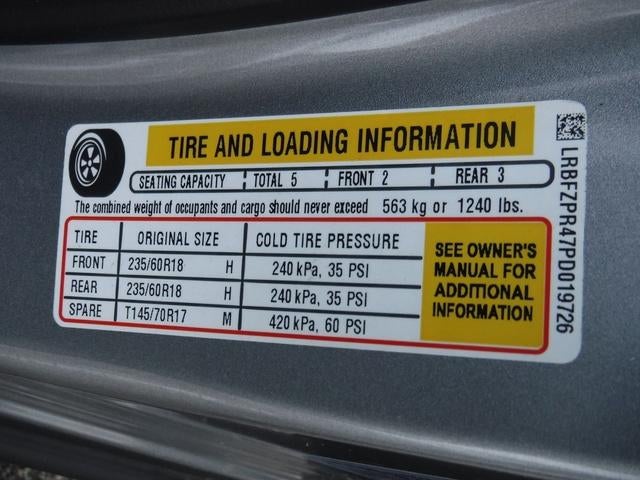 TIRE AND LOADING INFORMATION
SEATING CAPACITY TOTAL 5 FRONT 2 REAR 3
The combined weight of occupants and cargo should never exceed 563 kg or 1240 lbs.
TIRE ORIGINAL SIZE COLD TIRE PRESSURE
FRONT 235/60R18 H 240 kPa, 35 PSI
REAR 235/60R18 H 240 kPa, 35 PSI
SPARE T145/70R17 M 420 kPa, 60 PSI
SEE OWNER'S
MANUAL FOR
ADDITIONAL
INFORMATION
LRBFZPR47PD019726